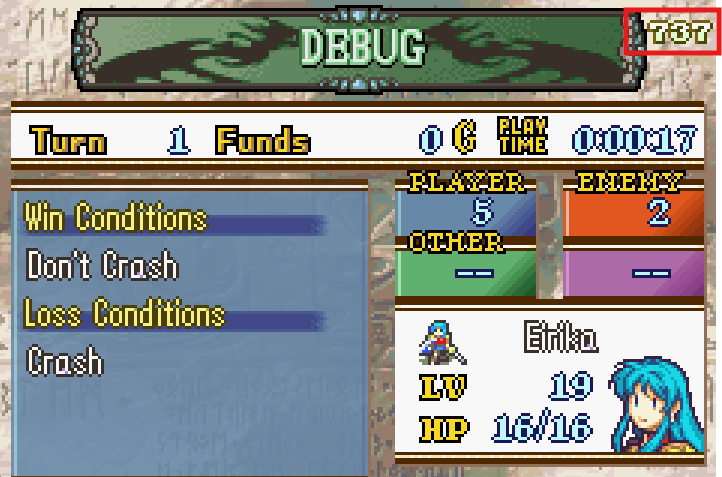 DEBUG
737
Turn 1 Funds 0 G PLAY TIME 0:00:17
PLAYER
5
ENEMY
2
OTHER
--
--
Win Conditions
Don't Crash
Loss Conditions
Crash
Eirika
LV 19
HP 16/16